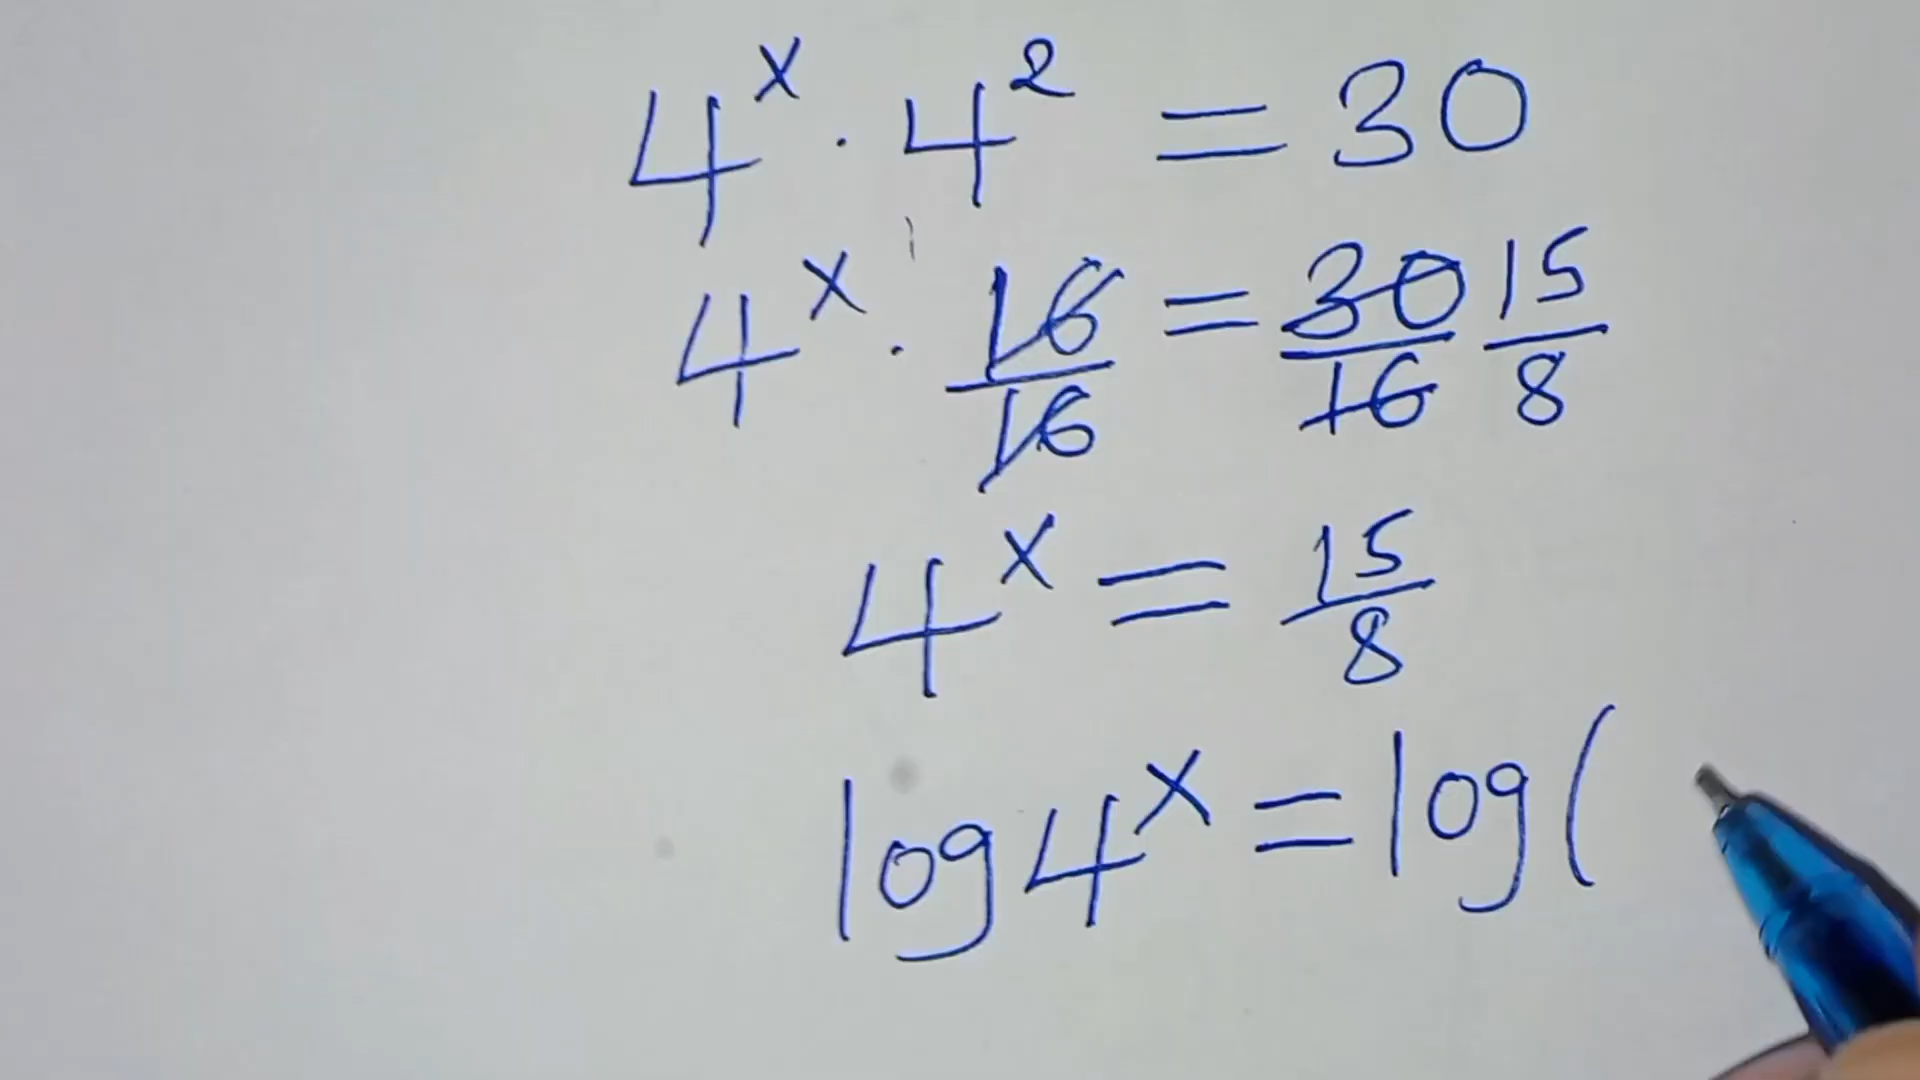 4^x · 4^2 = 30
4^x · 16/16 = 30/16 15/8
4^x = 15/8
log 4^x = log (